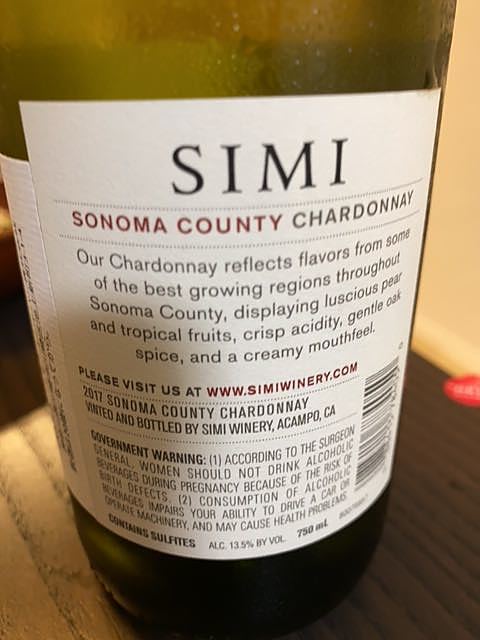 SIMI
SONOMA COUNTY CHARDONNAY
Our Chardonnay reflects flavors from some
of the best growing regions throughout
Sonoma County, displaying luscious pear
and tropical fruits, crisp acidity, gentle oak
spice, and a creamy mouthfeel.
PLEASE VISIT US AT WWW.SIMIWINERY.COM
2017 SONOMA COUNTY CHARDONNAY
VINTED AND BOTTLED BY SIMI WINERY, ACAMPO, CA
GOVERNMENT WARNING: (1) ACCORDING TO THE SURGEON
GENERAL, WOMEN SHOULD NOT DRINK ALCOHOLIC
BEVERAGES DURING PREGNANCY BECAUSE OF THE RISK OF
BIRTH DEFECTS. (2) CONSUMPTION OF ALCOHOLIC
BEVERAGES IMPAIRS YOUR ABILITY TO DRIVE A CAR OR
OPERATE MACHINERY, AND MAY CAUSE HEALTH PROBLEMS.
CONTAINS SULFITES ALC. 13.5% BY VOL. 750 mL